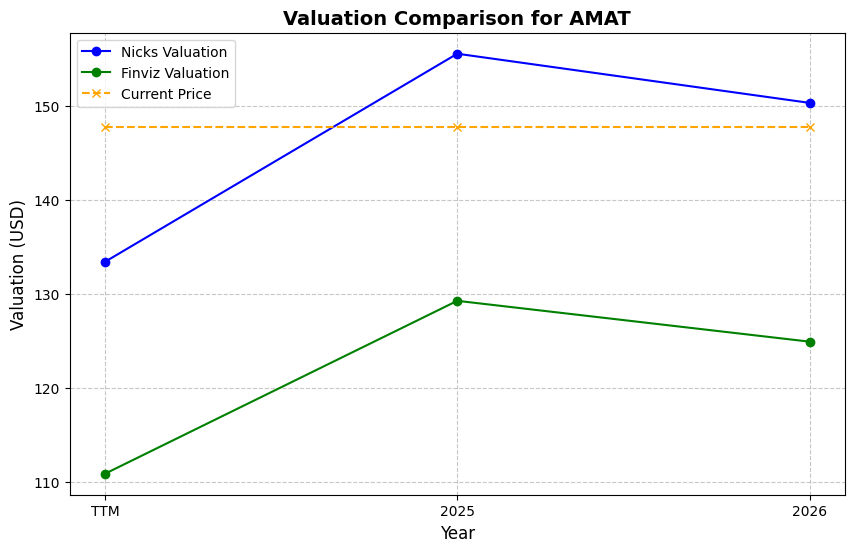 Valuation Comparison for AMAT
Nicks Valuation
Finviz Valuation
Current Price
Valuation (USD)
150
140
130
120
110
TTM
2025
2026
Year